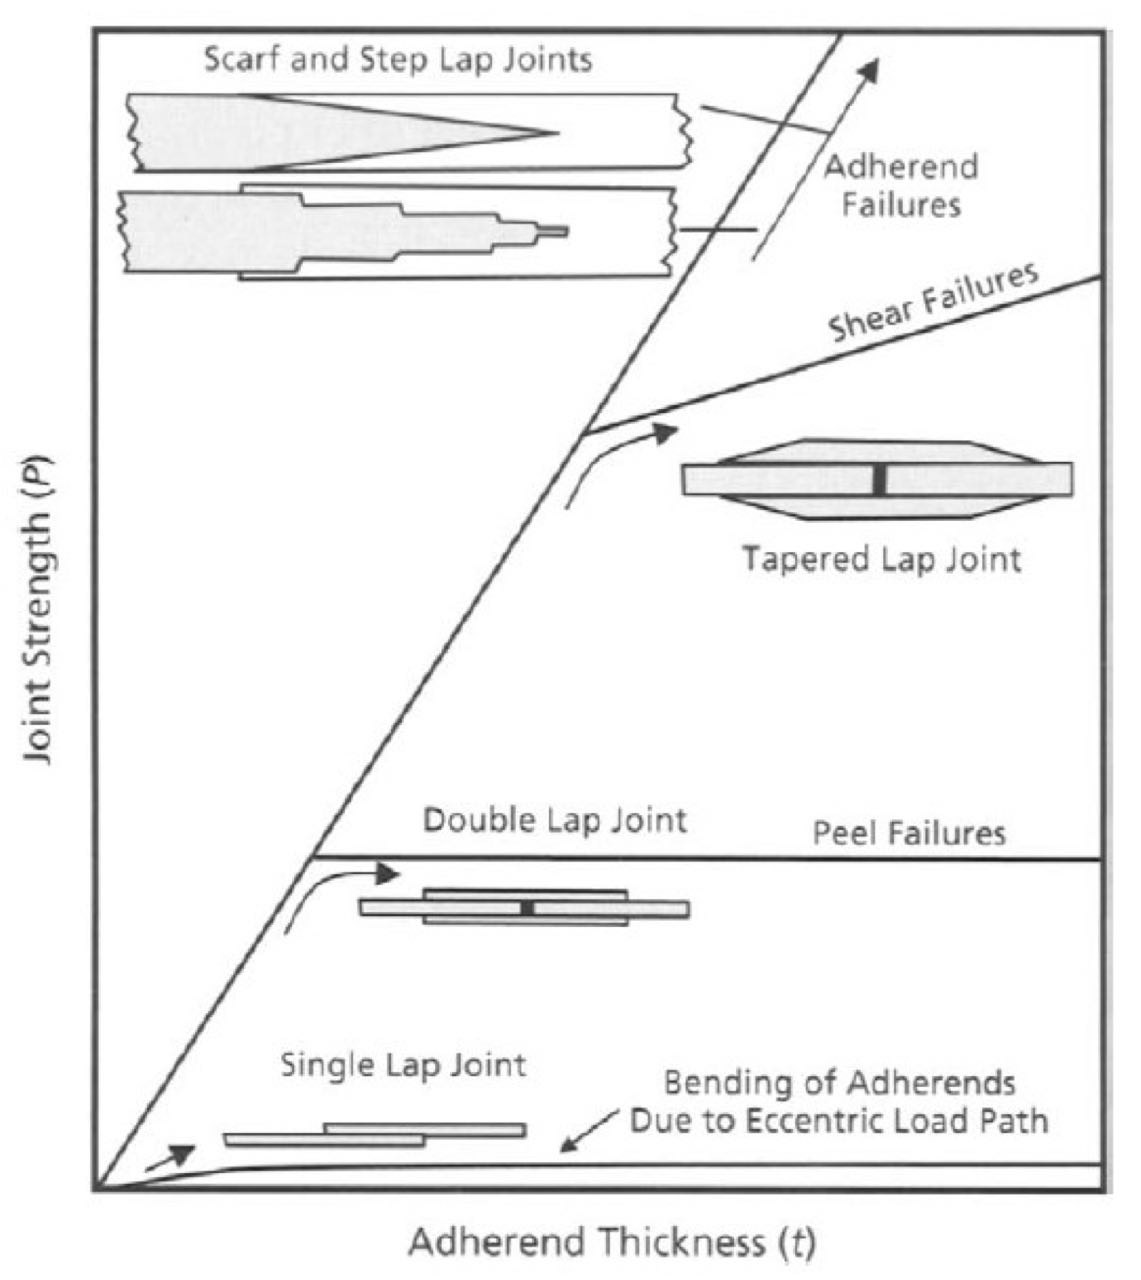 Scarf and Step Lap Joints
Adherend
Failures
Shear Failures
Tapered Lap Joint
Joint Strength (P)
Double Lap Joint
Peel Failures
Single Lap Joint
Bending of Adherends
Due to Eccentric Load Path
Adherend Thickness (t)